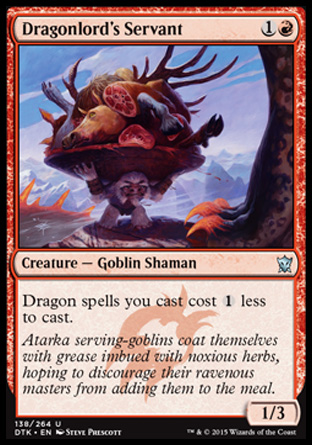 Dragonlord's Servant 1
Creature — Goblin Shaman
Dragon spells you cast cost 1 less
to cast.
Atarka serving-goblins coat themselves
with grease imbued with noxious herbs,
hoping to discourage their ravenous
masters from adding them to the meal.
1/3
138/264 U
DTK • EN Steve Prescott
™ & © 2015 Wizards of the Coast